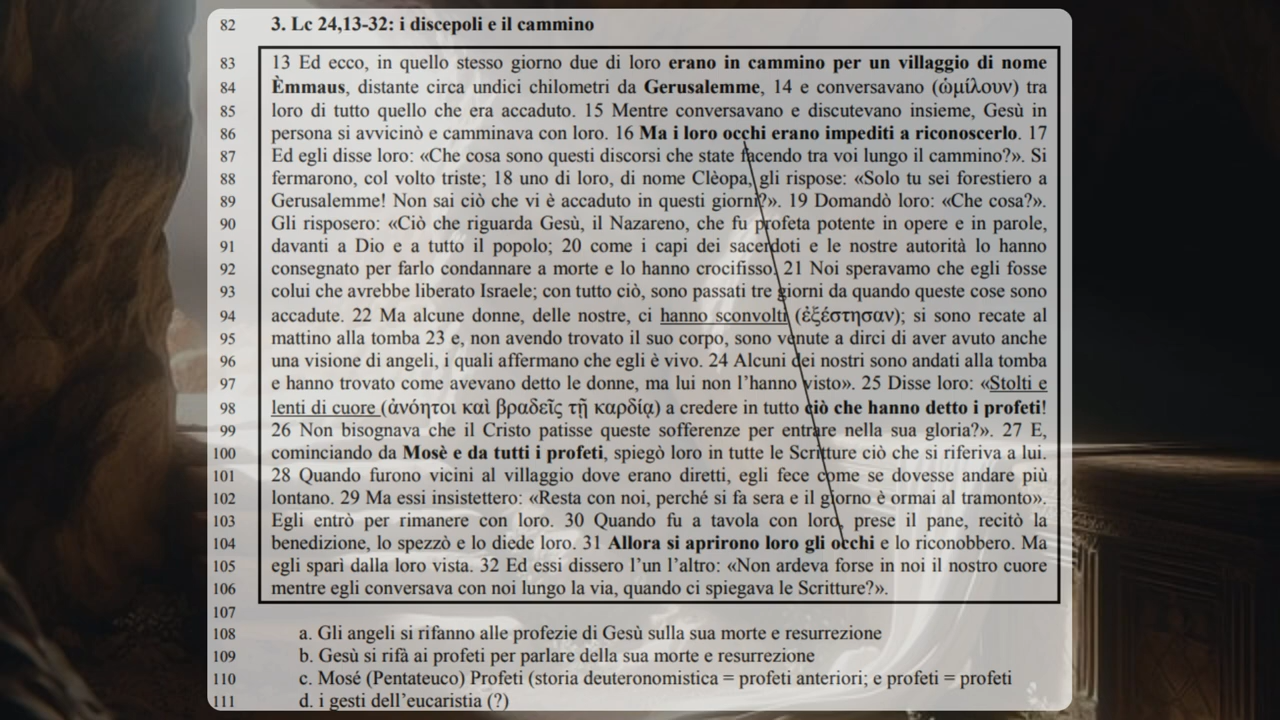 82 3. Lc 24,13-32: i discepoli e il cammino
83 13 Ed ecco, in quello stesso giorno due di loro erano in cammino per un villaggio di nome
84 Èmmaus, distante circa undici chilometri da Gerusalemme, 14 e conversavano (ὡμίλουν) tra
85 loro di tutto quello che era accaduto. 15 Mentre conversavano e discutevano insieme, Gesù in
86 persona si avvicinò e camminava con loro. 16 Ma i loro occhi erano impediti a riconoscerlo. 17
87 Ed egli disse loro: «Che cosa sono questi discorsi che state facendo tra voi lungo il cammino?». Si
88 fermarono, col volto triste; 18 uno di loro, di nome Clèopa, gli rispose: «Solo tu sei forestiero a
89 Gerusalemme! Non sai ciò che vi è accaduto in questi giorni?». 19 Domandò loro: «Che cosa?».
90 Gli risposero: «Ciò che riguarda Gesù, il Nazareno, che fu profeta potente in opere e in parole,
91 davanti a Dio e a tutto il popolo; 20 come i capi dei sacerdoti e le nostre autorità lo hanno
92 consegnato per farlo condannare a morte e lo hanno crocifisso. 21 Noi speravamo che egli fosse
93 colui che avrebbe liberato Israele; con tutto ciò, sono passati tre giorni da quando queste cose sono
94 accadute. 22 Ma alcune donne, delle nostre, ci hanno sconvolti (ἐξέστησαν); si sono recate al
95 mattino alla tomba 23 e, non avendo trovato il suo corpo, sono venute a dirci di aver avuto anche
96 una visione di angeli, i quali affermano che egli è vivo. 24 Alcuni dei nostri sono andati alla tomba
97 e hanno trovato come avevano detto le donne, ma lui non l’hanno visto». 25 Disse loro: «Stolti e
98 lenti di cuore (ἀνόητοι καὶ βραδεῖς τῇ καρδίᾳ) a credere in tutto ciò che hanno detto i profeti!
99 26 Non bisognava che il Cristo patisse queste sofferenze per entrare nella sua gloria?». 27 E,
100 cominciando da Mosè e da tutti i profeti, spiegò loro in tutte le Scritture ciò che si riferiva a lui.
101 28 Quando furono vicini al villaggio dove erano diretti, egli fece come se dovesse andare più
102 lontano. 29 Ma essi insistettero: «Resta con noi, perché si fa sera e il giorno è ormai al tramonto».
103 Egli entrò per rimanere con loro. 30 Quando fu a tavola con loro, prese il pane, recitò la
104 benedizione, lo spezzò e lo diede loro. 31 Allora si aprirono loro gli occhi e lo riconobbero. Ma
105 egli sparì dalla loro vista. 32 Ed essi dissero l’un l’altro: «Non ardeva forse in noi il nostro cuore
106 mentre egli conversava con noi lungo la via, quando ci spiegava le Scritture?».
107
108 a. Gli angeli si rifanno alle profezie di Gesù sulla sua morte e resurrezione
109 b. Gesù si rifà ai profeti per parlare della sua morte e resurrezione
110 c. Mosé (Pentateuco) Profeti (storia deuteronomistica = profeti anteriori; e profeti = profeti
111 d. i gesti dell’eucaristia (?)